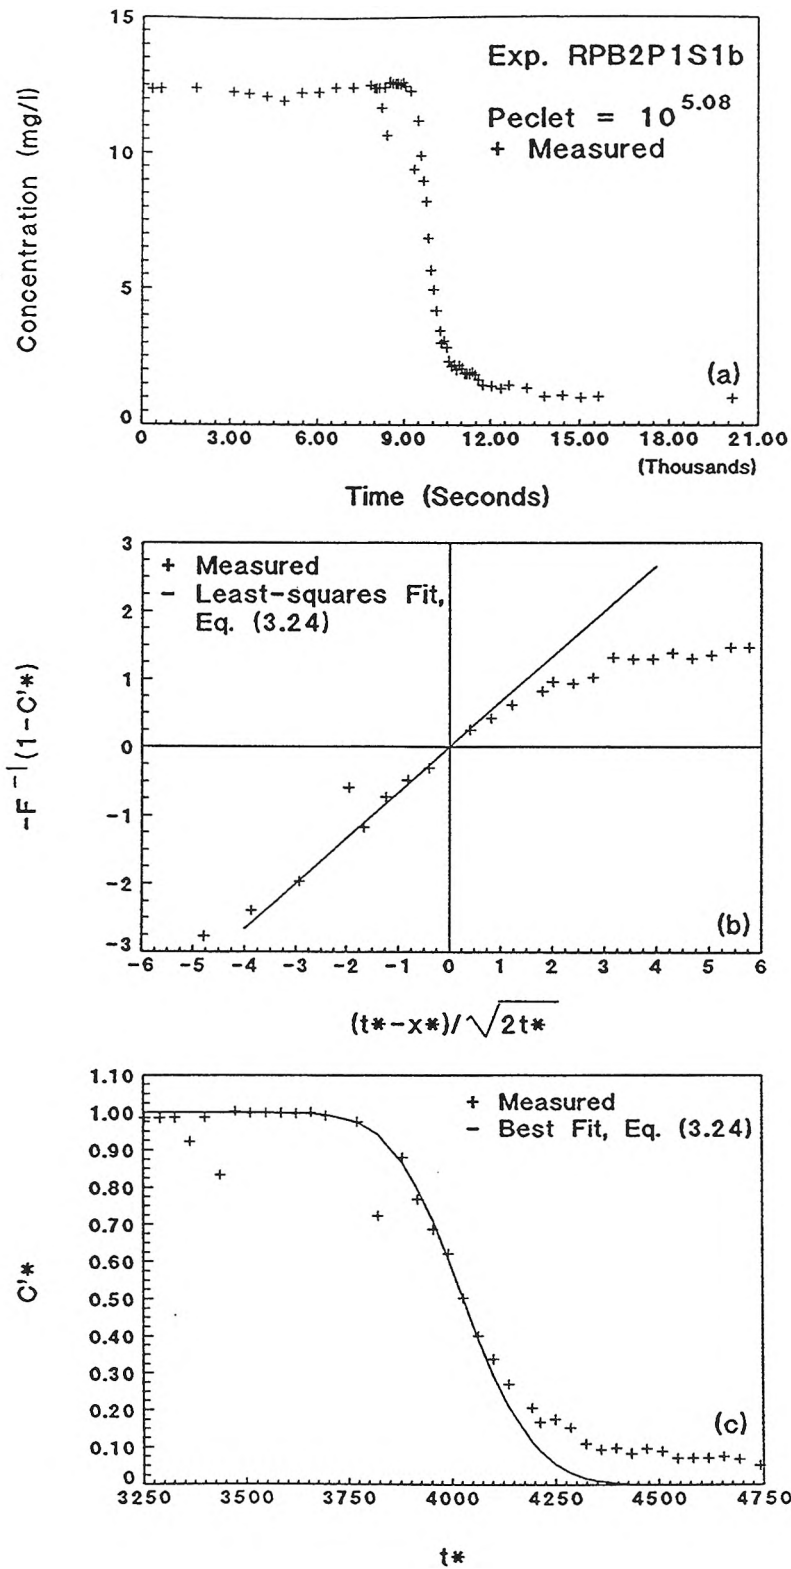 15
10
5
0
Concentration (mg/l)
Exp. RPB2P1S1b
Peclet = 10^5.08
+ Measured
(a)
0 3.00 6.00 9.00 12.00 15.00 18.00 21.00
(Thousands)
Time (Seconds)
3
2
1
0
-1
-2
-3
-F^-1(1-C'*)
+ Measured
- Least-squares Fit,
Eq. (3.24)
(b)
-6 -5 -4 -3 -2 -1 0 1 2 3 4 5 6
(t*-x*)/√2t*
1.10
1.00
0.90
0.80
0.70
0.60
0.50
0.40
0.30
0.20
0.10
0
C'*
+ Measured
- Best Fit, Eq. (3.24)
(c)
3250 3500 3750 4000 4250 4500 4750
t*